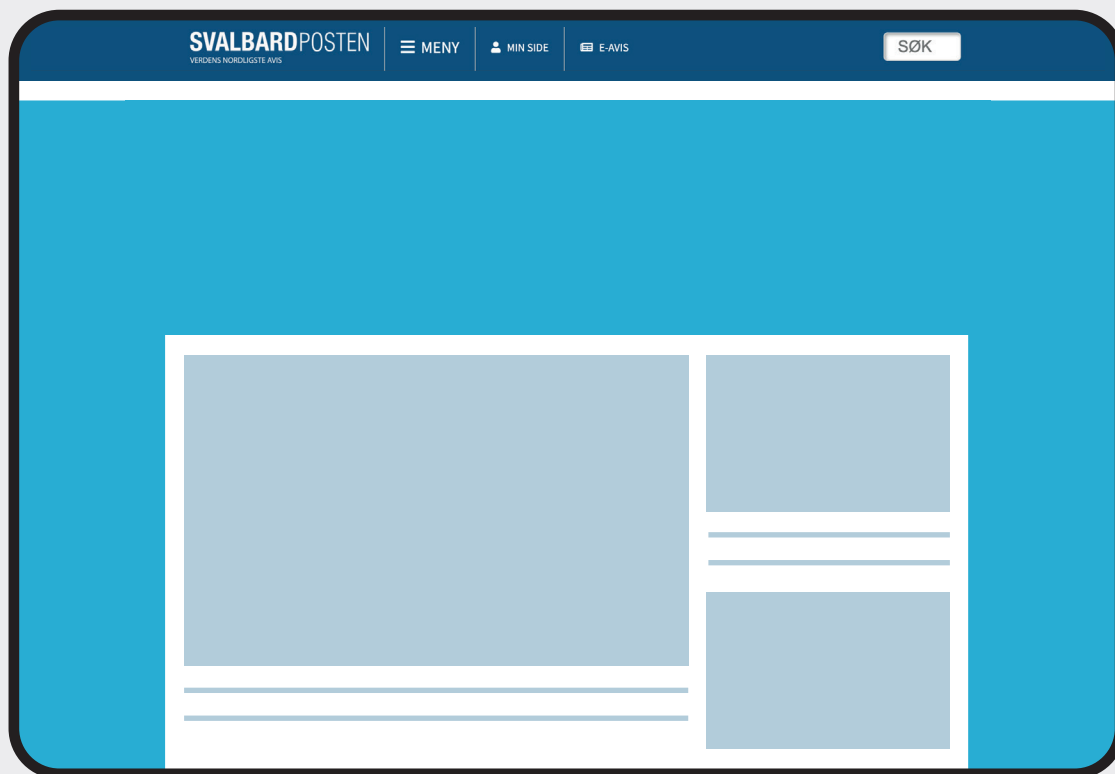 SVALBARDPOSTEN
VERDENS NORDLIGSTE AVIS
MENY
MIN SIDE
E-AVIS
SØK